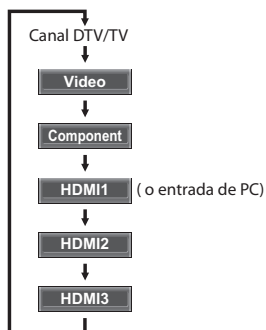 Canal DTV/TV
Video
Component
HDMI1 ( o entrada de PC)
HDMI2
HDMI3